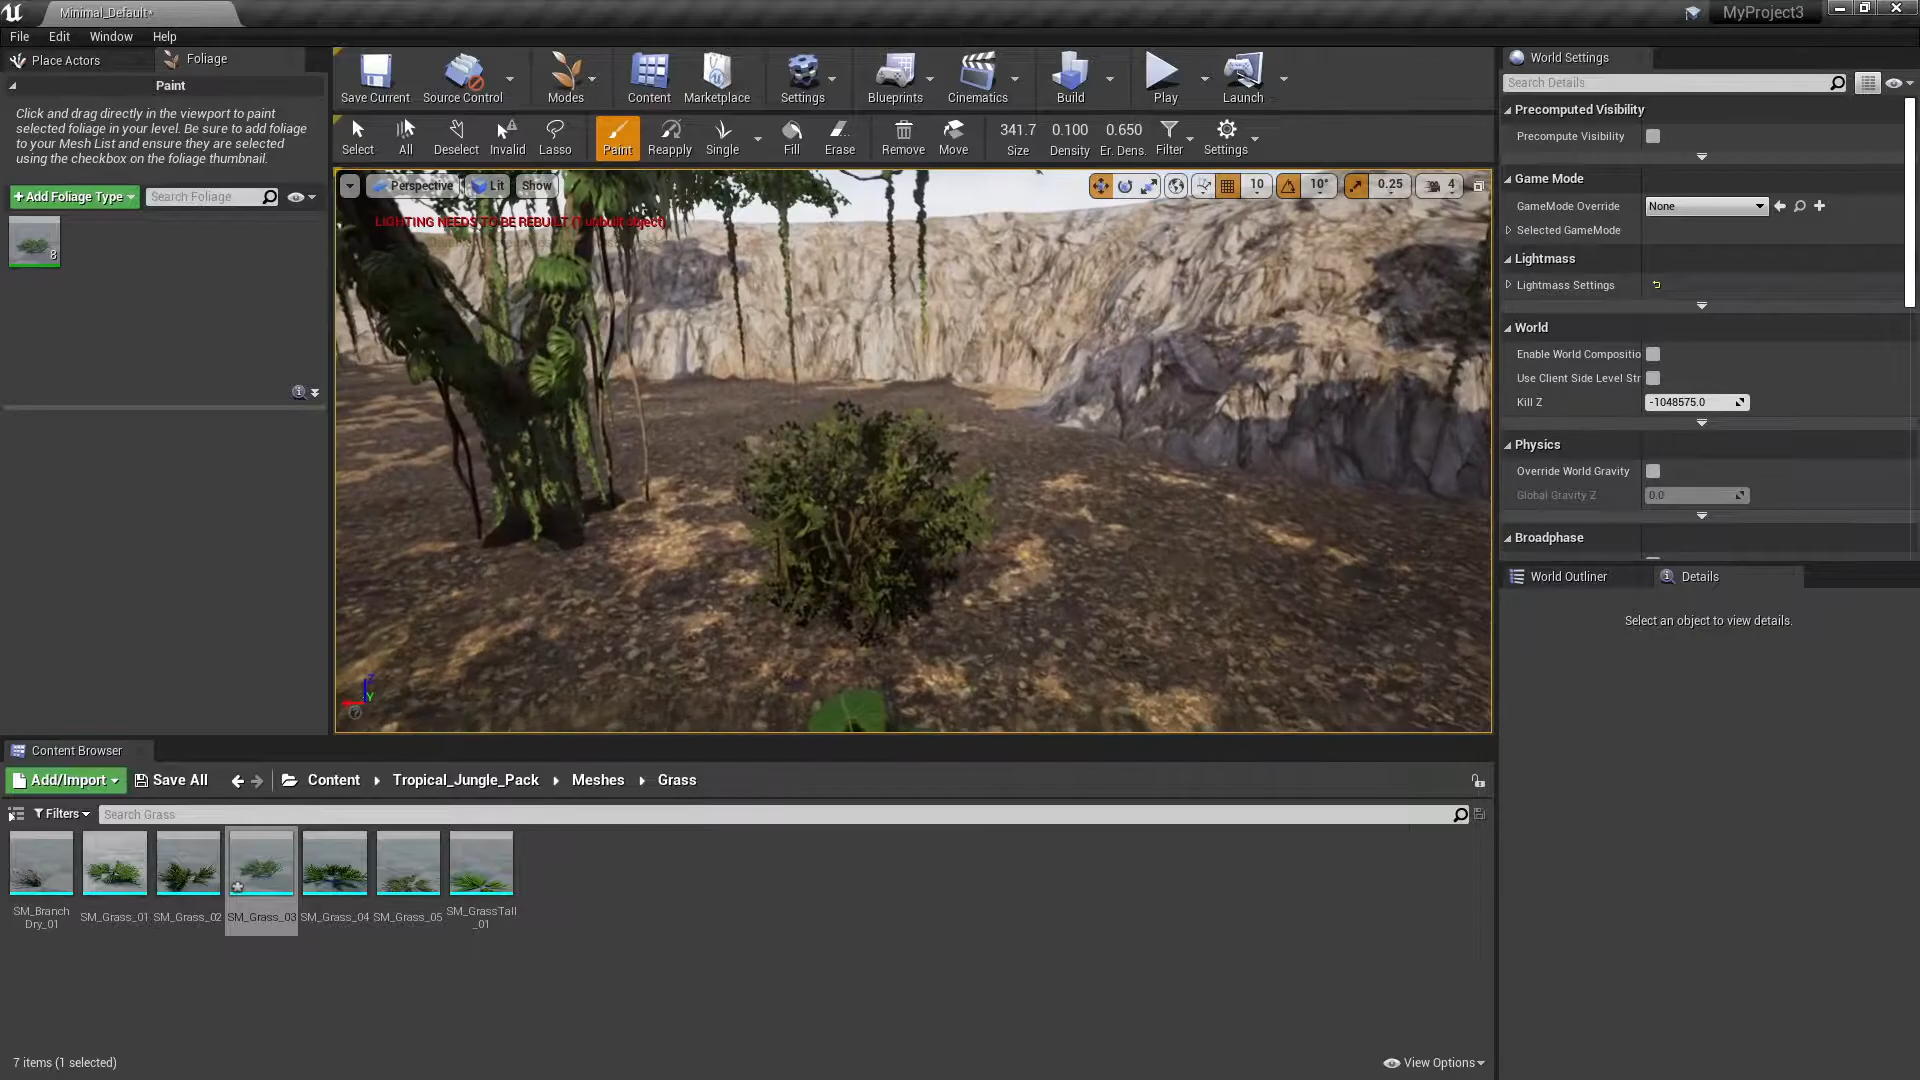 Minimal_Default*
MyProject3
File
Edit
Window
Help
Place Actors
Foliage
Paint
Click and drag directly in the viewport to paint
selected foliage in your level. Be sure to add foliage
to your Mesh List and ensure they are selected
using the checkbox on the foliage thumbnail.
+Add Foliage Type
Search Foliage
8
Save Current
Source Control
Modes
Content
Marketplace
Settings
Blueprints
Cinematics
Build
Play
Launch
Select
All
Deselect
Invalid
Lasso
Paint
Reapply
Single
Fill
Erase
Remove
Move
341.7
Size
0.100
Density
0.650
Er. Dens.
Filter
Settings
Perspective
Lit
Show
10
10°
0.25
4
LIGHTING NEEDS TO BE REBUILT (1 unbuilt object)
Z
Y
World Settings
Search Details
Precomputed Visibility
Precompute Visibility
Game Mode
GameMode Override
None
Selected GameMode
Lightmass
Lightmass Settings
World
Enable World Compositio
Use Client Side Level Str
Kill Z
-1048575.0
Physics
Override World Gravity
Global Gravity Z
0.0
Broadphase
World Outliner
Details
Select an object to view details.
Content Browser
Add/Import
Save All
Content
Tropical_Jungle_Pack
Meshes
Grass
Filters
Search Grass
SM_Branch
Dry_01
SM_Grass_01
SM_Grass_02
SM_Grass_03
SM_Grass_04
SM_Grass_05
SM_GrassTall
_01
7 items (1 selected)
View Options